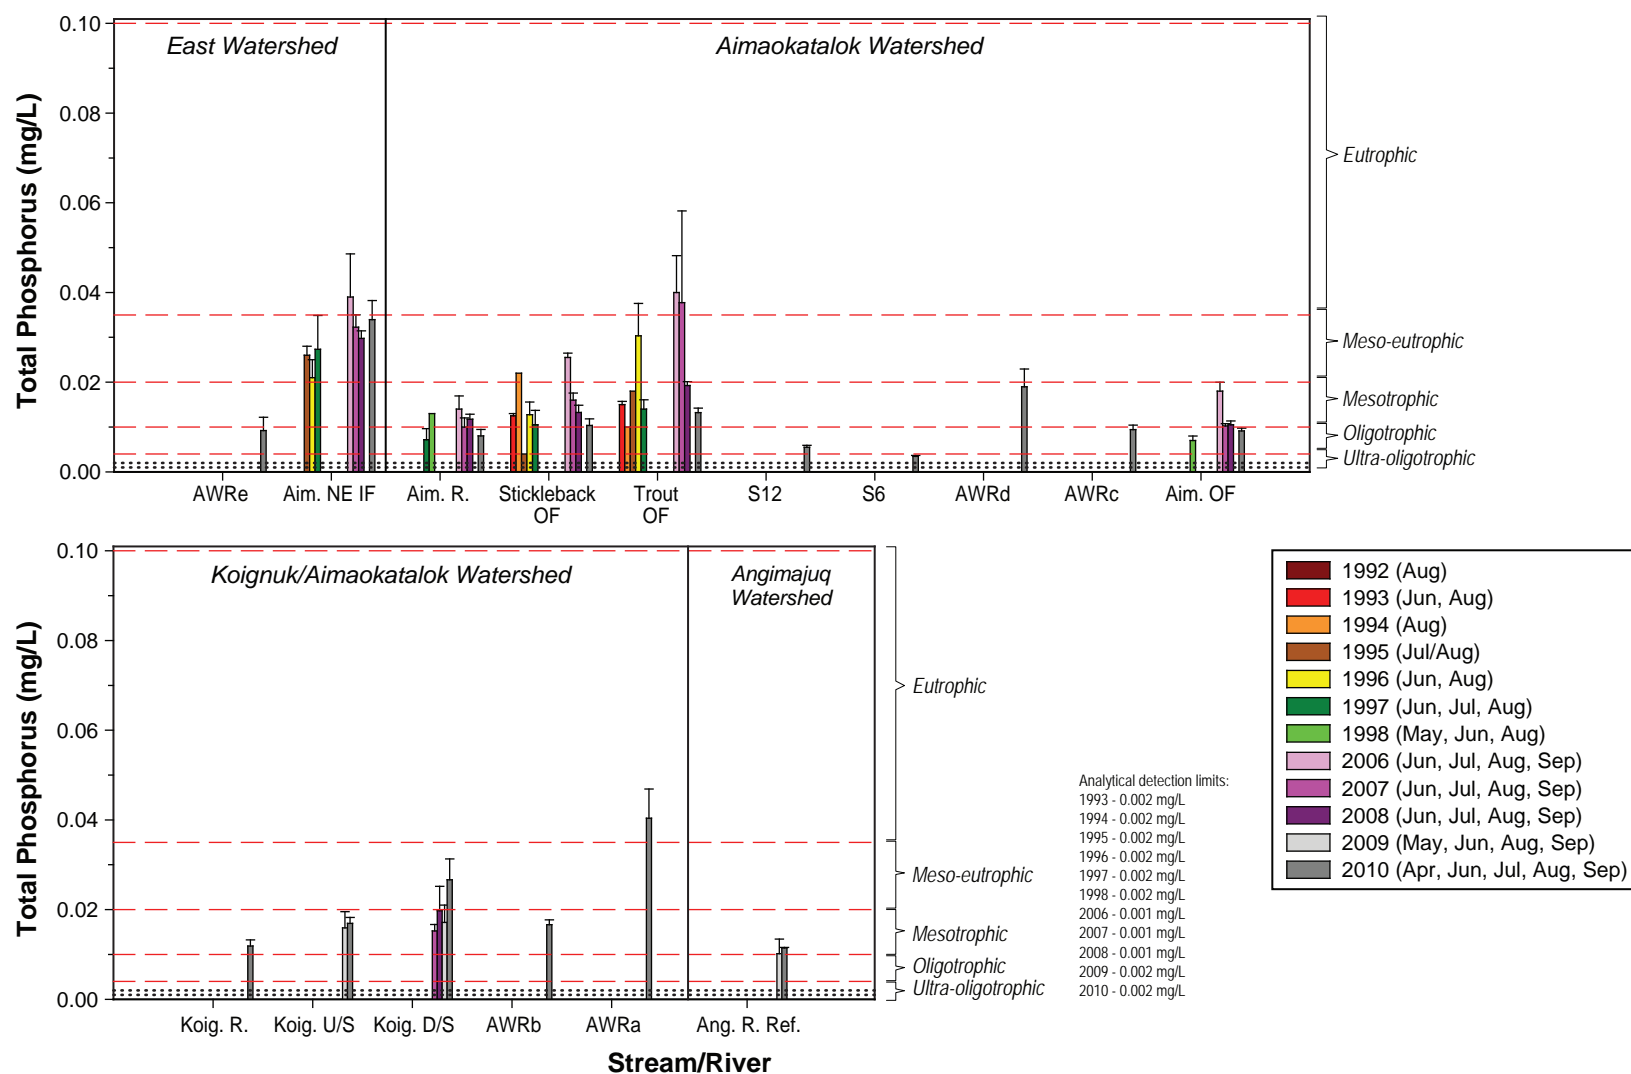 East Watershed
Aimaokatalok Watershed
Total Phosphorus (mg/L)
0.10
0.08
0.06
0.04
0.02
0.00
Eutrophic
Meso-eutrophic
Mesotrophic
Oligotrophic
Ultra-oligotrophic
AWRe
Aim. NE IF
Aim. R.
Stickleback
OF
Trout
OF
S12
S6
AWRd
AWRc
Aim. OF
Koignuk/Aimaokatalok Watershed
Angimajuq
Watershed
Total Phosphorus (mg/L)
0.10
0.08
0.06
0.04
0.02
0.00
Eutrophic
Meso-eutrophic
Mesotrophic
Oligotrophic
Ultra-oligotrophic
Koig. R.
Koig. U/S
Koig. D/S
AWRb
AWRa
Ang. R. Ref.
Stream/River
Analytical detection limits:
1993 - 0.002 mg/L
1994 - 0.002 mg/L
1995 - 0.002 mg/L
1996 - 0.002 mg/L
1997 - 0.002 mg/L
1998 - 0.002 mg/L
2006 - 0.001 mg/L
2007 - 0.001 mg/L
2008 - 0.001 mg/L
2009 - 0.002 mg/L
2010 - 0.002 mg/L
1992 (Aug)
1993 (Jun, Aug)
1994 (Aug)
1995 (Jul/Aug)
1996 (Jun, Aug)
1997 (Jun, Jul, Aug)
1998 (May, Jun, Aug)
2006 (Jun, Jul, Aug, Sep)
2007 (Jun, Jul, Aug, Sep)
2008 (Jun, Jul, Aug, Sep)
2009 (May, Jun, Aug, Sep)
2010 (Apr, Jun, Jul, Aug, Sep)